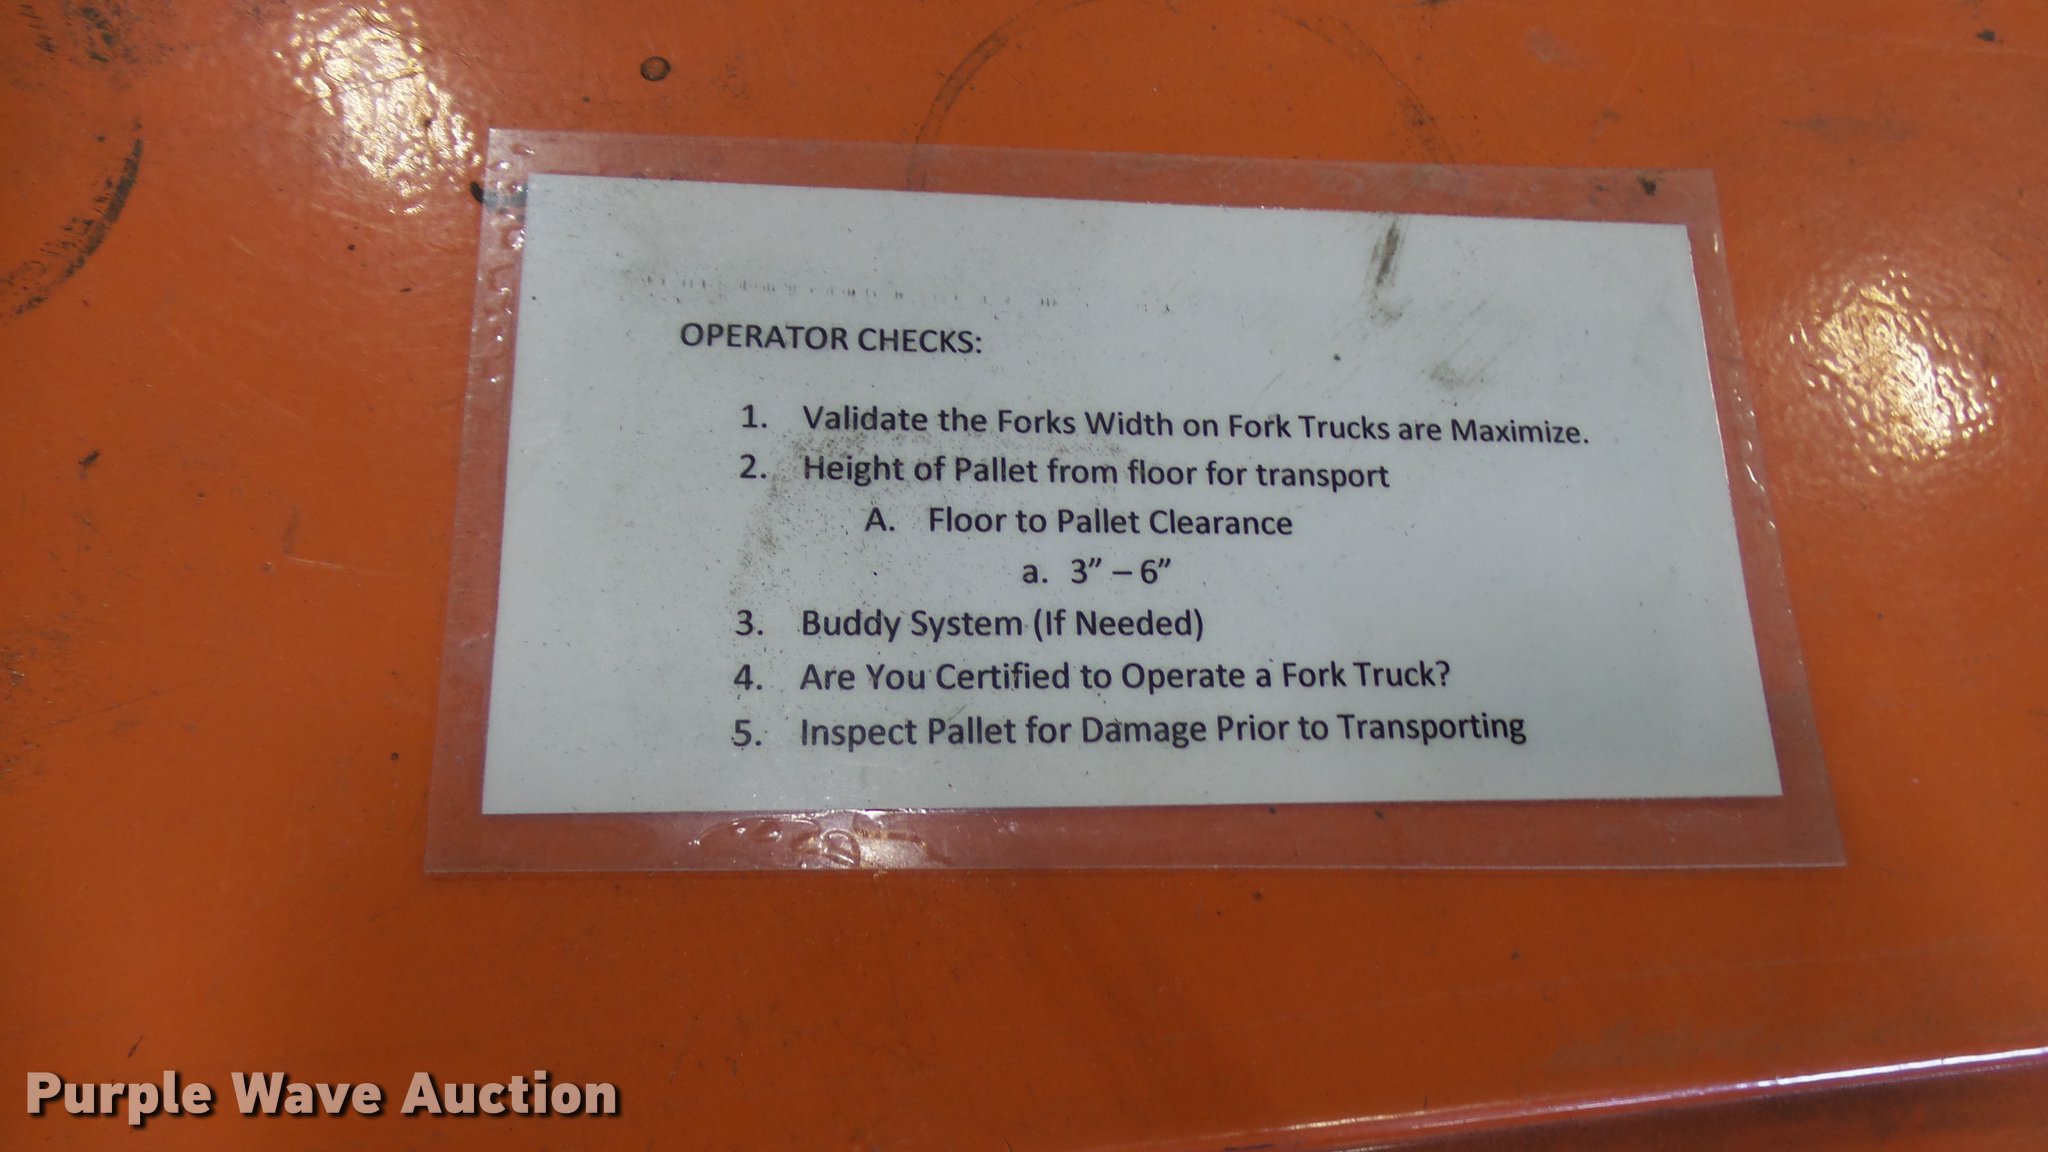 OPERATOR CHECKS:
1. Validate the Forks Width on Fork Trucks are Maximize.
2. Height of Pallet from floor for transport
A. Floor to Pallet Clearance
a. 3” – 6”
3. Buddy System (If Needed)
4. Are You Certified to Operate a Fork Truck?
5. Inspect Pallet for Damage Prior to Transporting
Purple Wave Auction